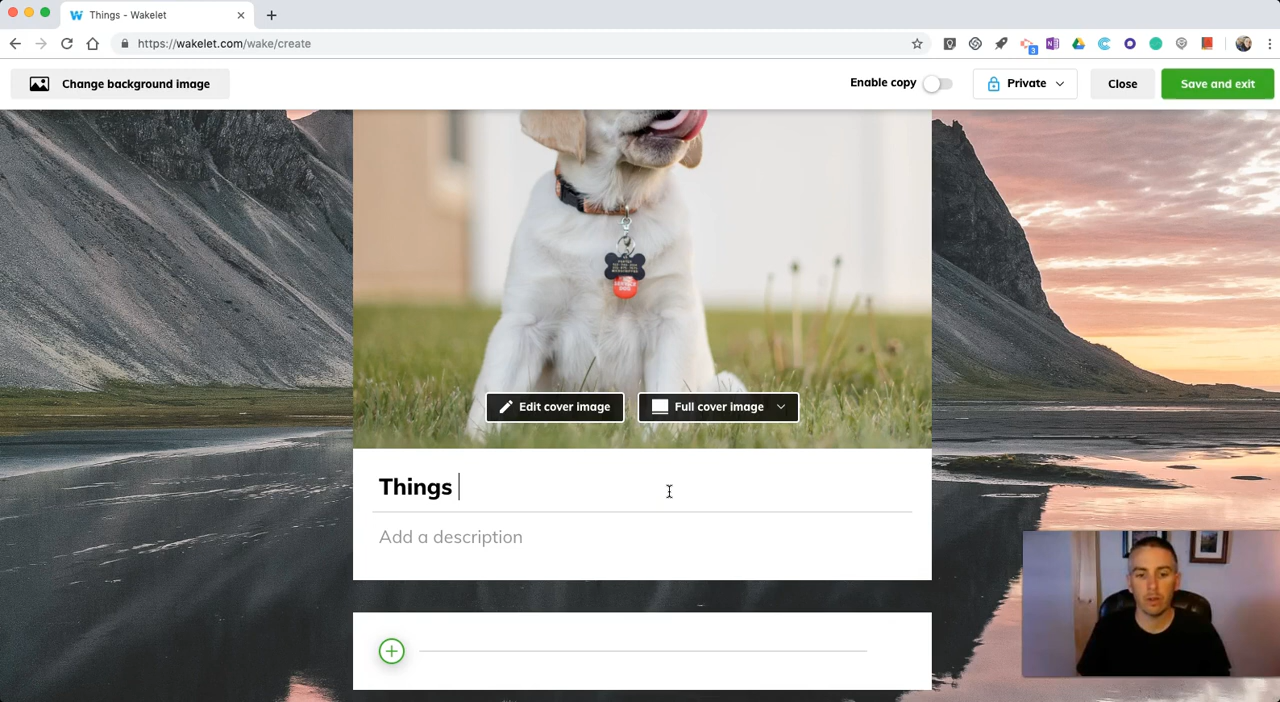 Things - Wakelet
https://wakelet.com/wake/create
3
Change background image
Enable copy
Private
Close
Save and exit
Edit cover image
Full cover image
Things
Add a description